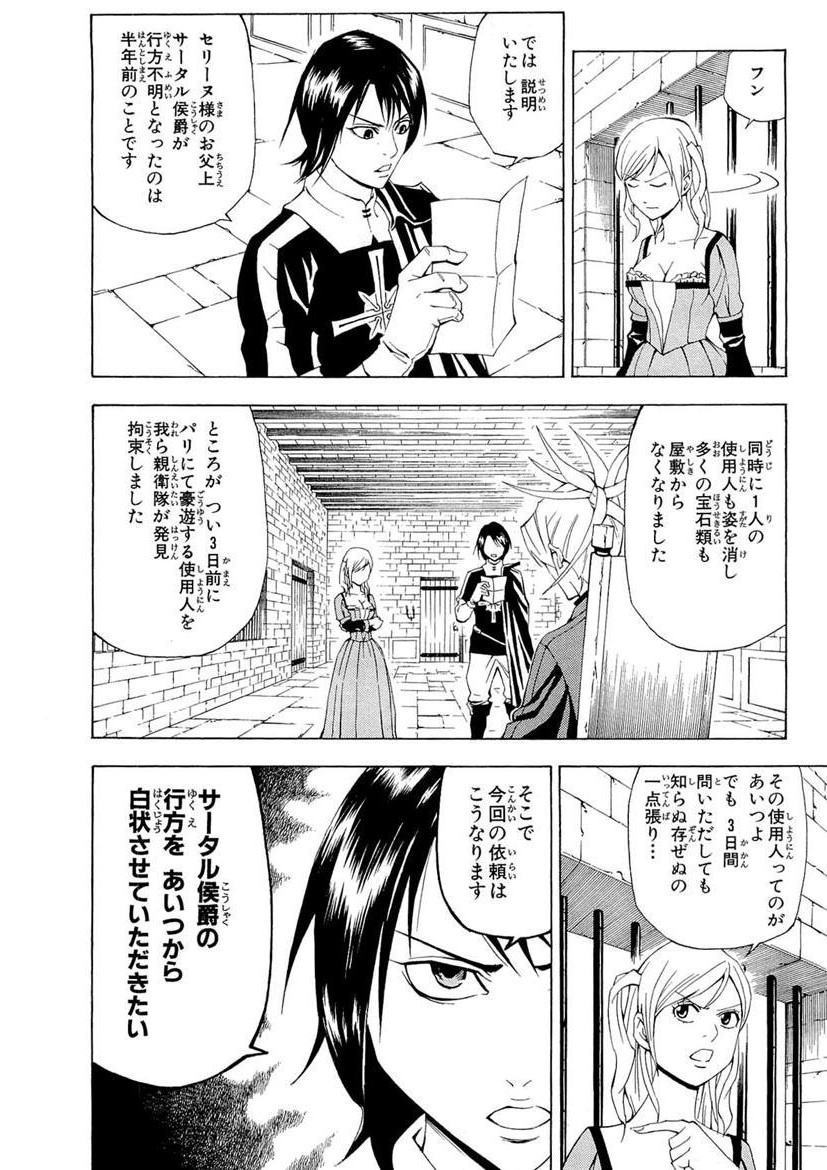 フン
では 説明
いたします
セリーヌ様のお父上
サータル侯爵が
行方不明となったのは
半年前のことです
同時に1人の
使用人も姿を消し
多くの宝石類も
屋敷から
なくなりました
ところが つい3日前に
パリにて豪遊する使用人を
我ら親衛隊が発見
拘束しました
その使用人ってのが
あいつよ
でも 3日間
問いただしても
知らぬ存ぜぬの
一点張り…
そこで
今回の依頼は
こうなります
サータル侯爵の
行方を あいつから
白状させていただきたい